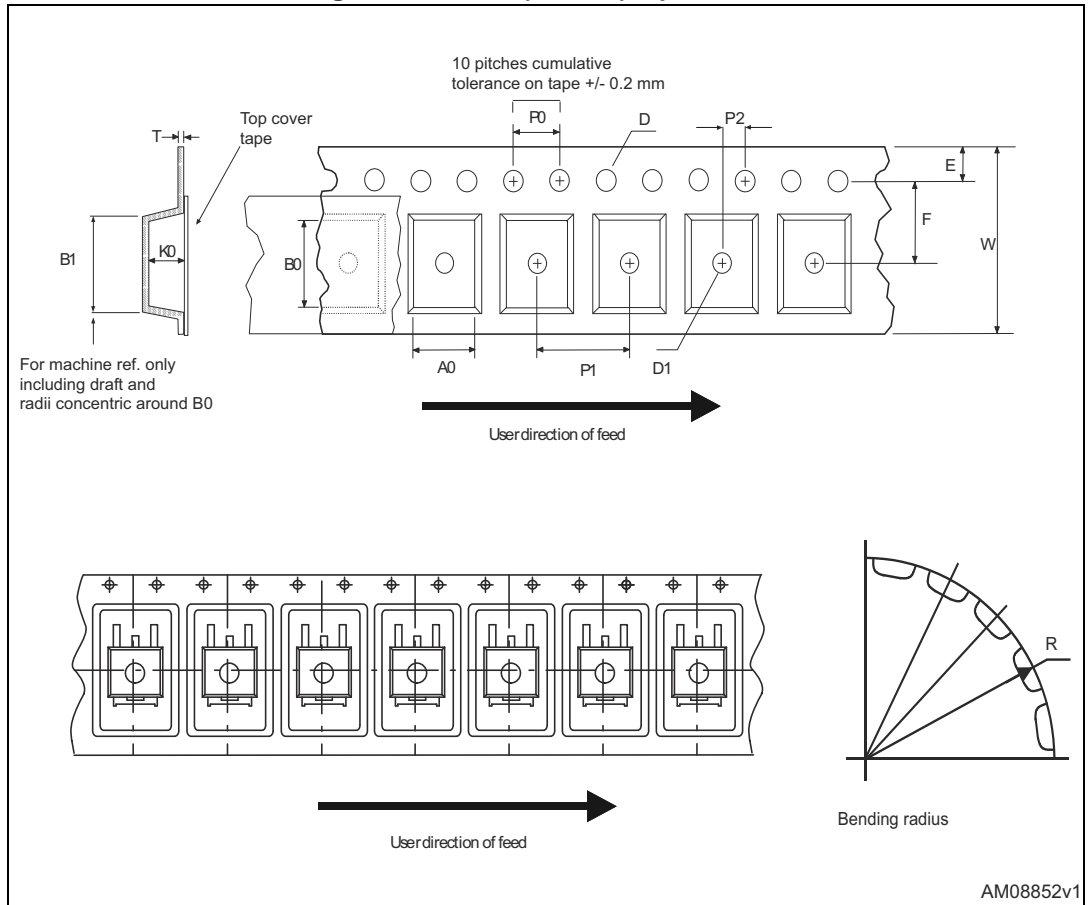 10 pitches cumulative
tolerance on tape +/- 0.2 mm
Top cover
tape
T
P0
D
P2
E
F
W
B1
K0
B0
For machine ref. only
including draft and
radii concentric around B0
A0
P1
D1
User direction of feed
R
Bending radius
User direction of feed
AM08852v1